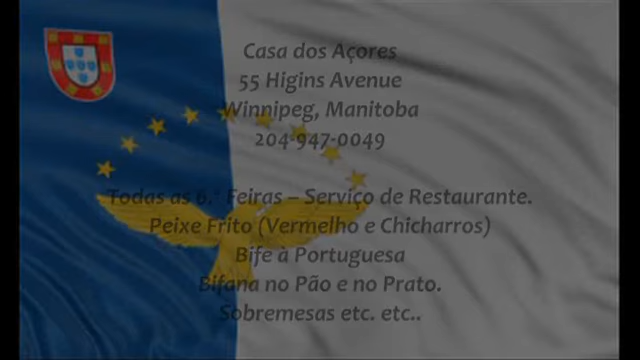 Casa dos Açores
55 Higins Avenue
Winnipeg, Manitoba
204-947-0049
Todas as 6.ª Feiras – Serviço de Restaurante.
Peixe Frito (Vermelho e Chicharros)
Bife à Portuguesa
Bifana no Pão e no Prato.
Sobremesas etc. etc..